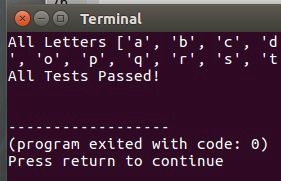 Terminal
All Letters ['a', 'b', 'c', 'd
', 'o', 'p', 'q', 'r', 's', 't
All Tests Passed!
------------------
(program exited with code: 0)
Press return to continue